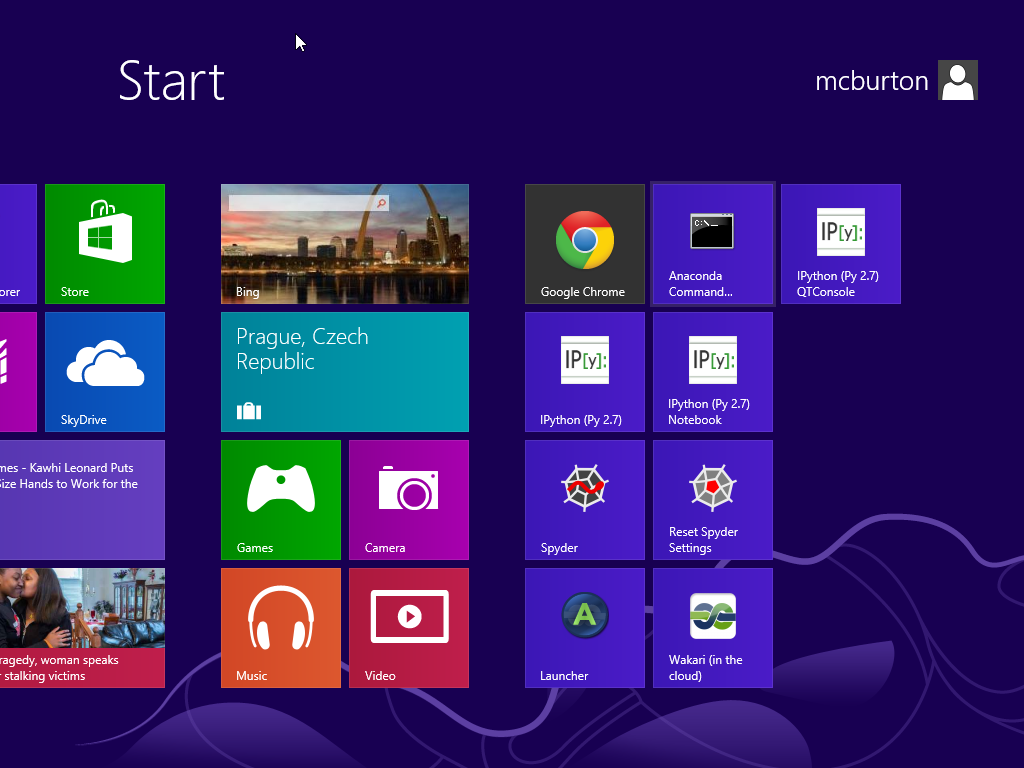 Start
mcburton
orer
Store
Bing
Google Chrome
C:\_
Anaconda
Command...
IP[y]:
IPython (Py 2.7)
QTConsole
SkyDrive
Prague, Czech
Republic
IP[y]:
IPython (Py 2.7)
IP[y]:
IPython (Py 2.7)
Notebook
mes - Kawhi Leonard Puts
Size Hands to Work for the
Games
Camera
Spyder
Reset Spyder
Settings
ragedy, woman speaks
r stalking victims
Music
Video
A
Launcher
Wakari (in the
cloud)